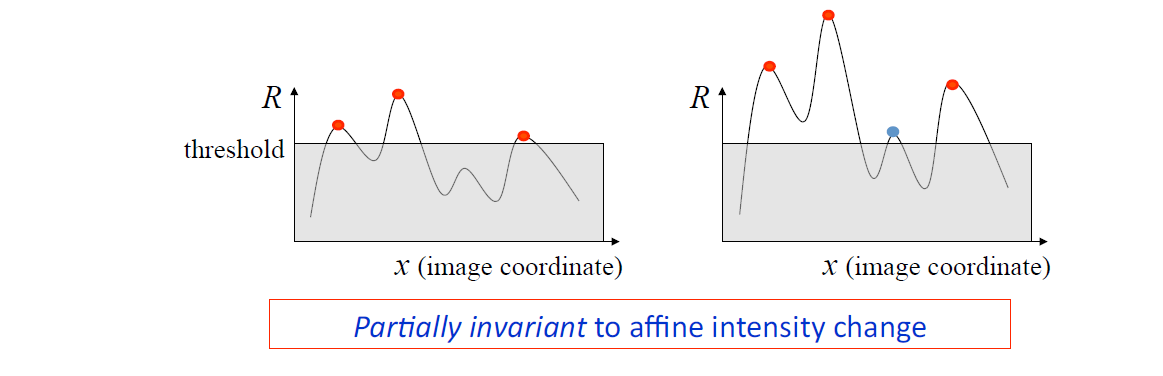 R
threshold
x (image coordinate)
R
x (image coordinate)
Partially invariant to affine intensity change